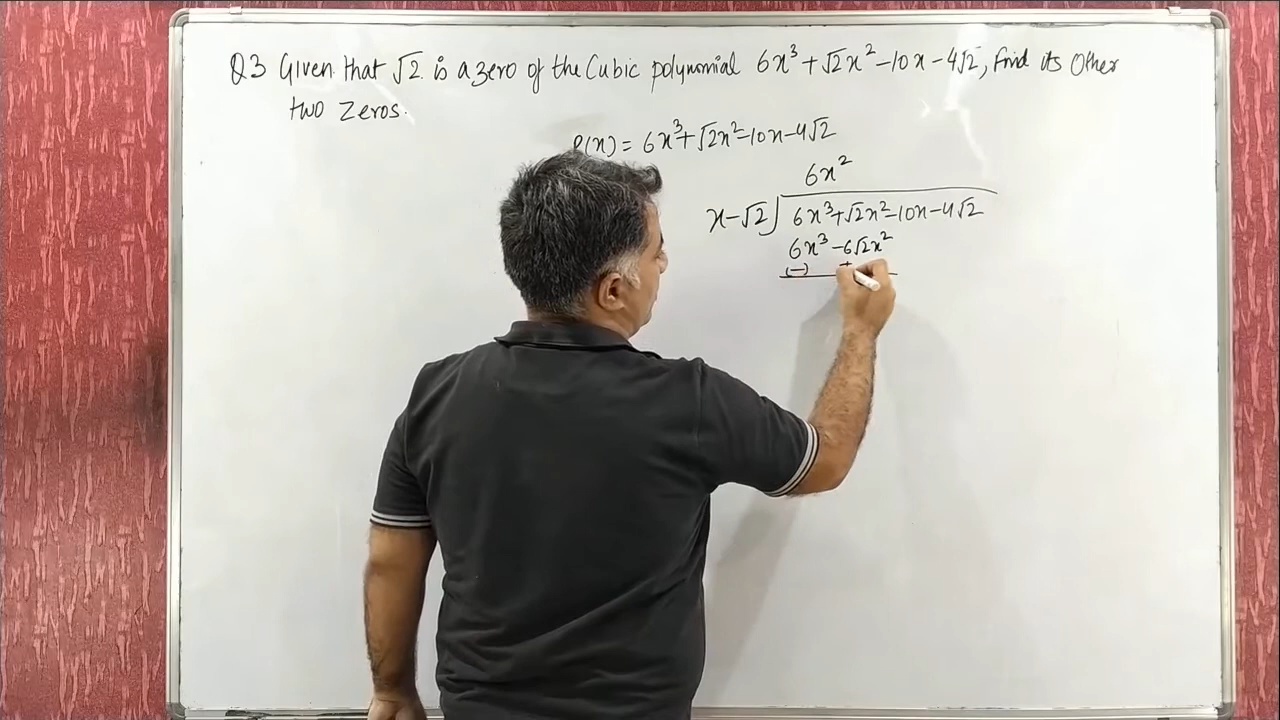 Q3 Given that √2 is a zero of the Cubic polynomial 6x³+√2x²-10x-4√2, find its Other
two Zeros.
P(x) = 6x³+√2x²-10x-4√2
6x²
x-√2) 6x³+√2x²-10x-4√2
6x³-6√2x²
(-) +